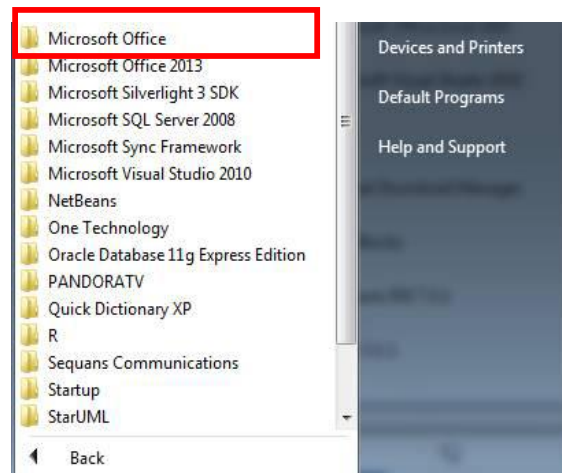 Microsoft Office
Microsoft Office 2013
Microsoft Silverlight 3 SDK
Microsoft SQL Server 2008
Microsoft Sync Framework
Microsoft Visual Studio 2010
NetBeans
One Technology
Oracle Database 11g Express Edition
PANDORATV
Quick Dictionary XP
R
Sequans Communications
Startup
StarUML
Back
Devices and Printers
Default Programs
Help and Support